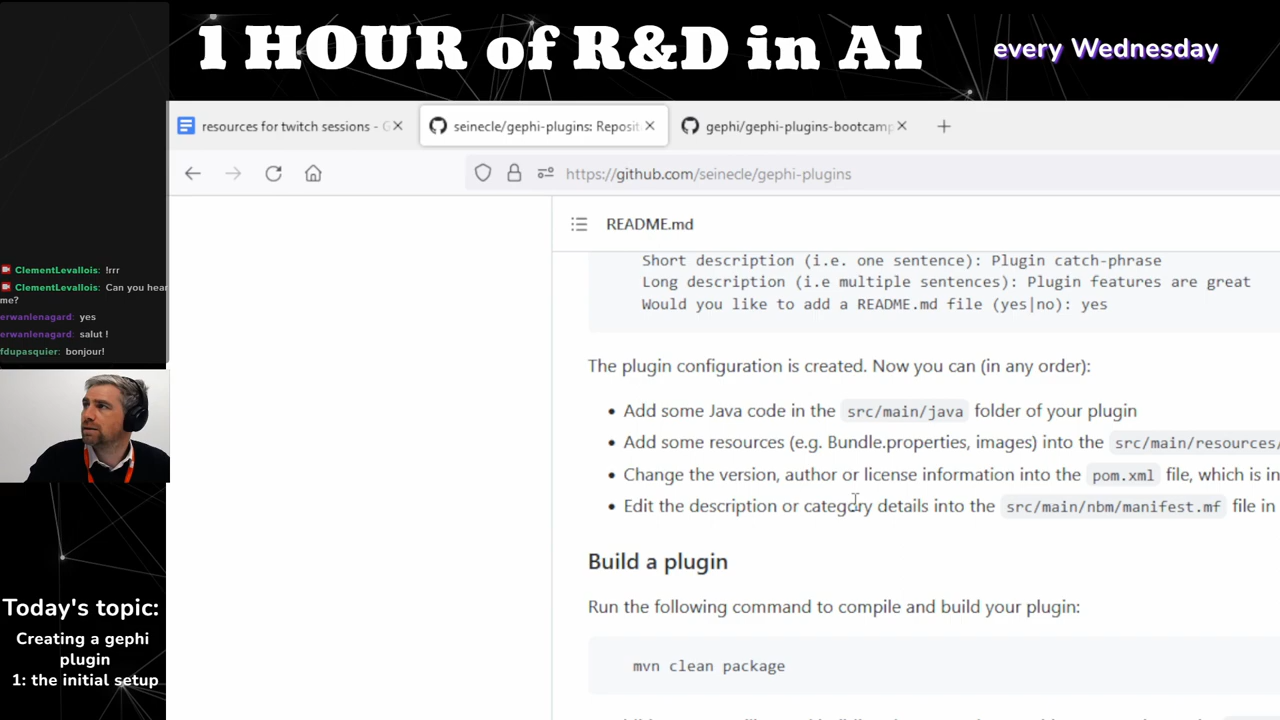 1 HOUR of R&D in AI
every Wednesday
resources for twitch sessions - G
seinecle/gephi-plugins: Reposit
gephi/gephi-plugins-bootcamp
https://github.com/seinecle/gephi-plugins
README.md
Short description (i.e. one sentence): Plugin catch-phrase
Long description (i.e multiple sentences): Plugin features are great
Would you like to add a README.md file (yes|no): yes
The plugin configuration is created. Now you can (in any order):
• Add some Java code in the src/main/java folder of your plugin
• Add some resources (e.g. Bundle.properties, images) into the src/main/resources/
• Change the version, author or license information into the pom.xml file, which is in
• Edit the description or category details into the src/main/nbm/manifest.mf file in
Build a plugin
Run the following command to compile and build your plugin:
mvn clean package
ClementLevallois: !rrr
ClementLevallois: Can you hear
me?
erwanlenagard: yes
erwanlenagard: salut !
fdupasquier: bonjour!
Today's topic:
Creating a gephi
plugin
1: the initial setup